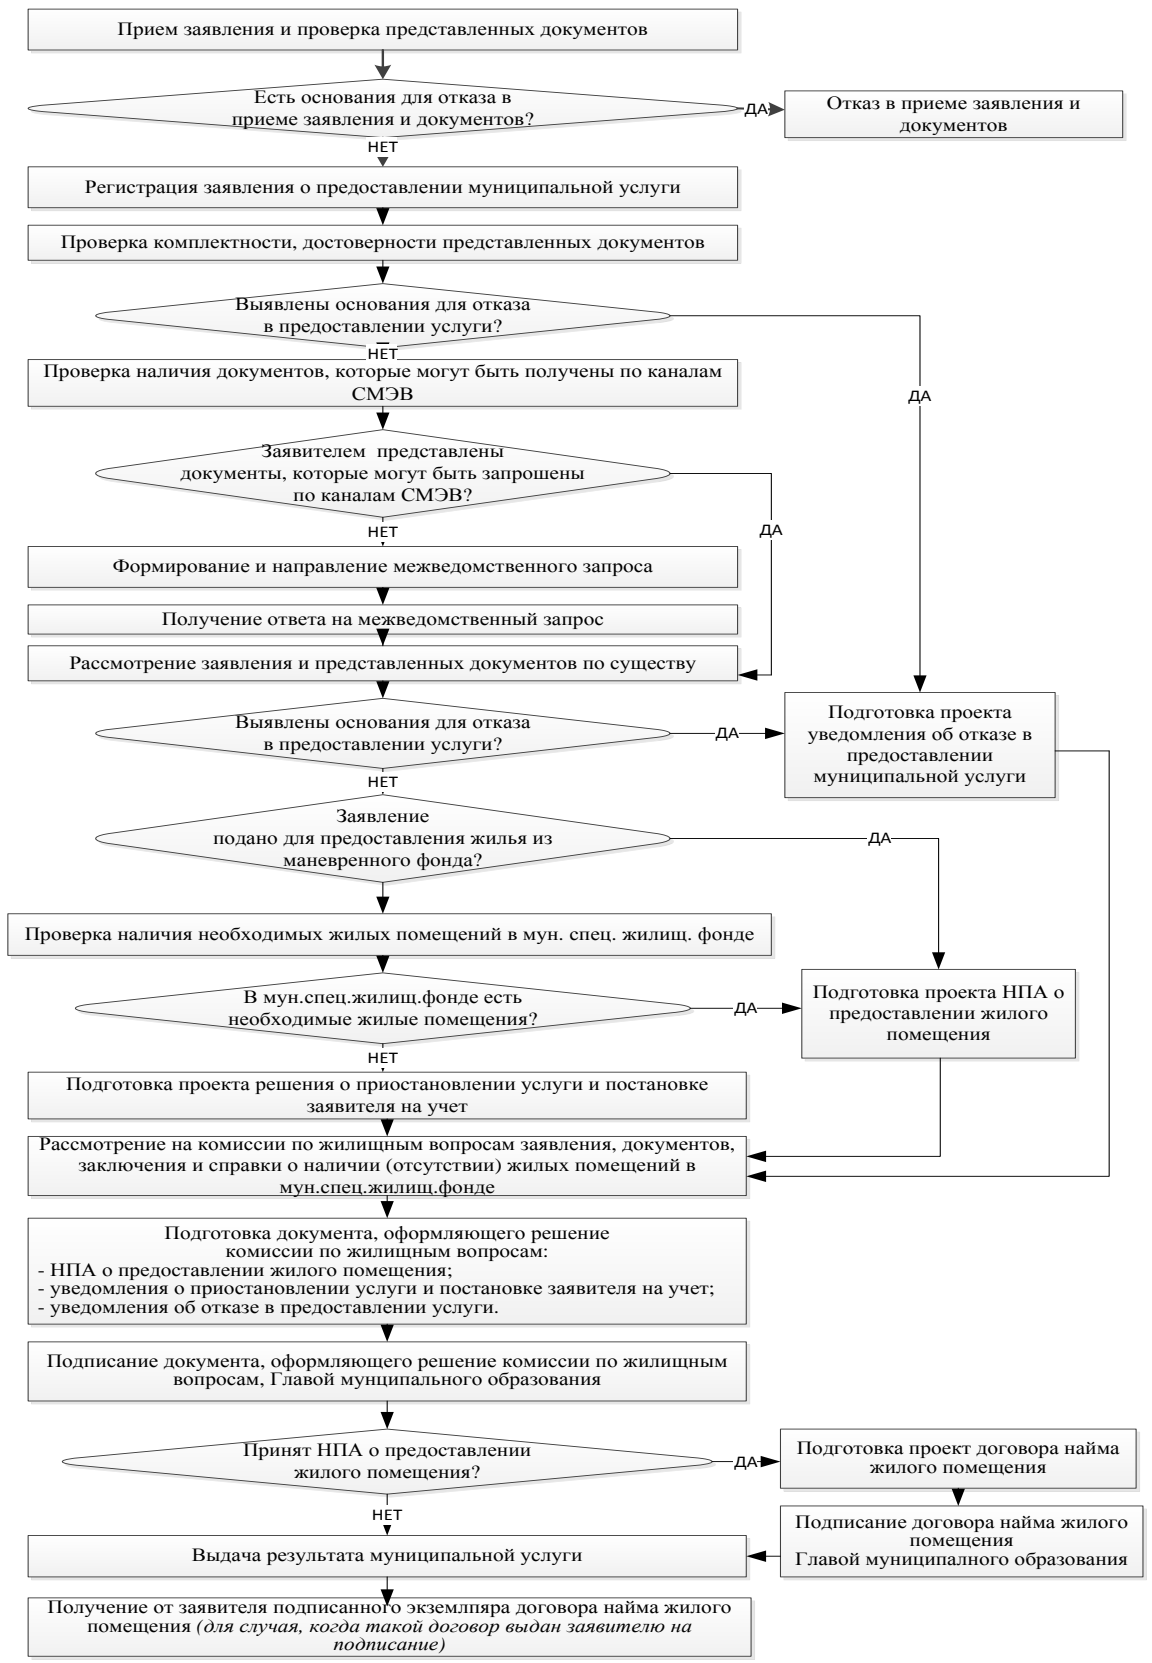 Прием заявления и проверка представленных документов
Есть основания для отказа в
приеме заявления и документов?
ДА
Отказ в приеме заявления и
документов
НЕТ
Регистрация заявления о предоставлении муниципальной услуги
Проверка комплектности, достоверности представленных документов
Выявлены основания для отказа
в предоставлении услуги?
НЕТ
ДА
Проверка наличия документов, которые могут быть получены по каналам
СМЭВ
Заявителем представлены
документы, которые могут быть запрошены
по каналам СМЭВ?
НЕТ
ДА
Формирование и направление межведомственного запроса
Получение ответа на межведомственный запрос
Рассмотрение заявления и представленных документов по существу
Выявлены основания для отказа
в предоставлении услуги?
ДА
Подготовка проекта
уведомления об отказе в
предоставлении
муниципальной услуги
НЕТ
Заявление
подано для предоставления жилья из
маневренного фонда?
ДА
Проверка наличия необходимых жилых помещений в мун. спец. жилищ. фонде
В мун.спец.жилищ.фонде есть
необходимые жилые помещения?
ДА
Подготовка проекта НПА о
предоставлении жилого
помещения
НЕТ
Подготовка проекта решения о приостановлении услуги и постановке
заявителя на учет
Рассмотрение на комиссии по жилищным вопросам заявления, документов,
заключения и справки о наличии (отсутствии) жилых помещений в
мун.спец.жилищ.фонде
Подготовка документа, оформляющего решение
комиссии по жилищным вопросам:
- НПА о предоставлении жилого помещения;
- уведомления о приостановлении услуги и постановке заявителя на учет;
- уведомления об отказе в предоставлении услуги.
Подписание документа, оформляющего решение комиссии по жилищным
вопросам, Главой мунципального образования
Принят НПА о предоставлении
жилого помещения?
ДА
Подготовка проект договора найма
жилого помещения
НЕТ
Подписание договора найма жилого
помещения
Главой муниципалного образования
Выдача результата муниципальной услуги
Получение от заявителя подписанного экземлпяра договора найма жилого
помещения (для случая, когда такой договор выдан заявителю на
подписание)